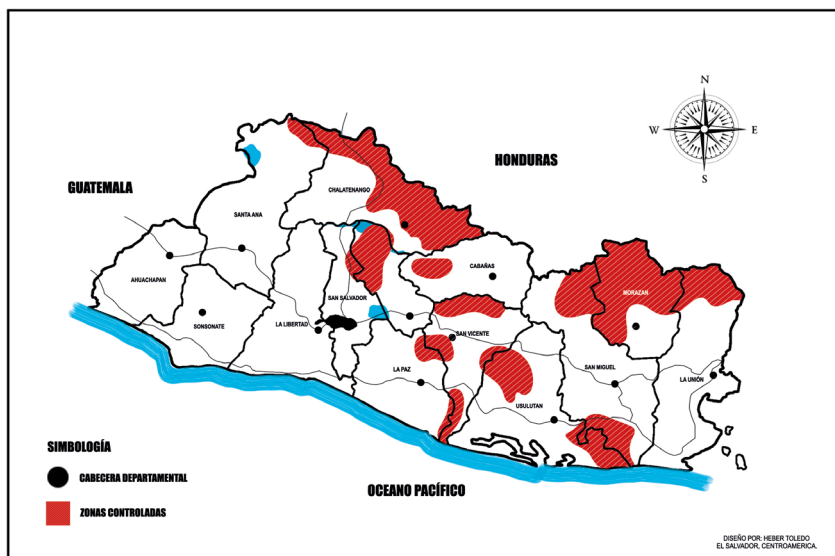 N
W
E
S
HONDURAS
GUATEMALA
CHALATENANGO
SANTA ANA
CABAÑAS
AHUACHAPAN
MORAZAN
SAN SALVADOR
SONSONATE
LA LIBERTAD
SAN VICENTE
LA PAZ
SAN MIGUEL
LA UNIÓN
USULUTAN
SIMBOLOGÍA
CABECERA DEPARTAMENTAL
ZONAS CONTROLADAS
OCEANO PACÍFICO
DISEÑO POR: HEBER TOLEDO
EL SALVADOR, CENTROAMERICA.